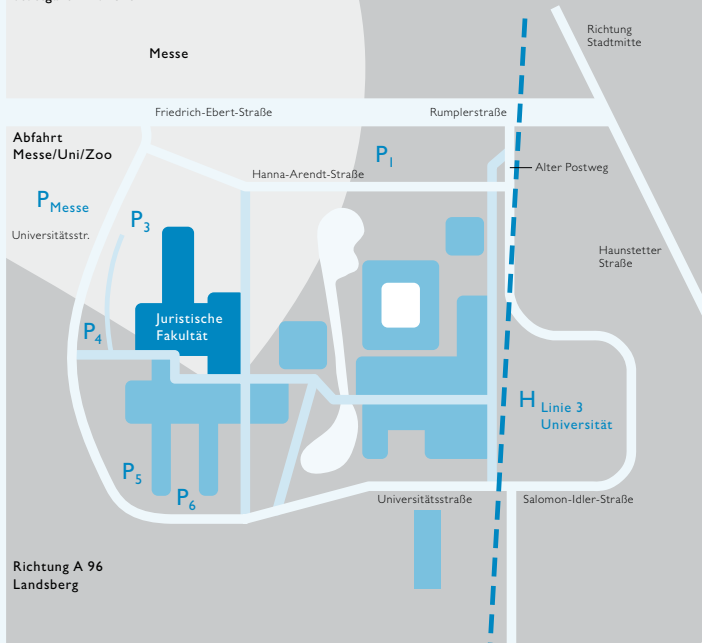 Messe
Richtung
Stadtmitte
Friedrich-Ebert-Straße
Rumplerstraße
Abfahrt
Messe/Uni/Zoo
P1
Alter Postweg
Hanna-Arendt-Straße
PMesse
P3
Universitätsstr.
Haunstetter
Straße
Juristische
Fakultät
P4
H Linie 3
Universität
P5
P6
Universitätsstraße
Salomon-Idler-Straße
Richtung A 96
Landsberg